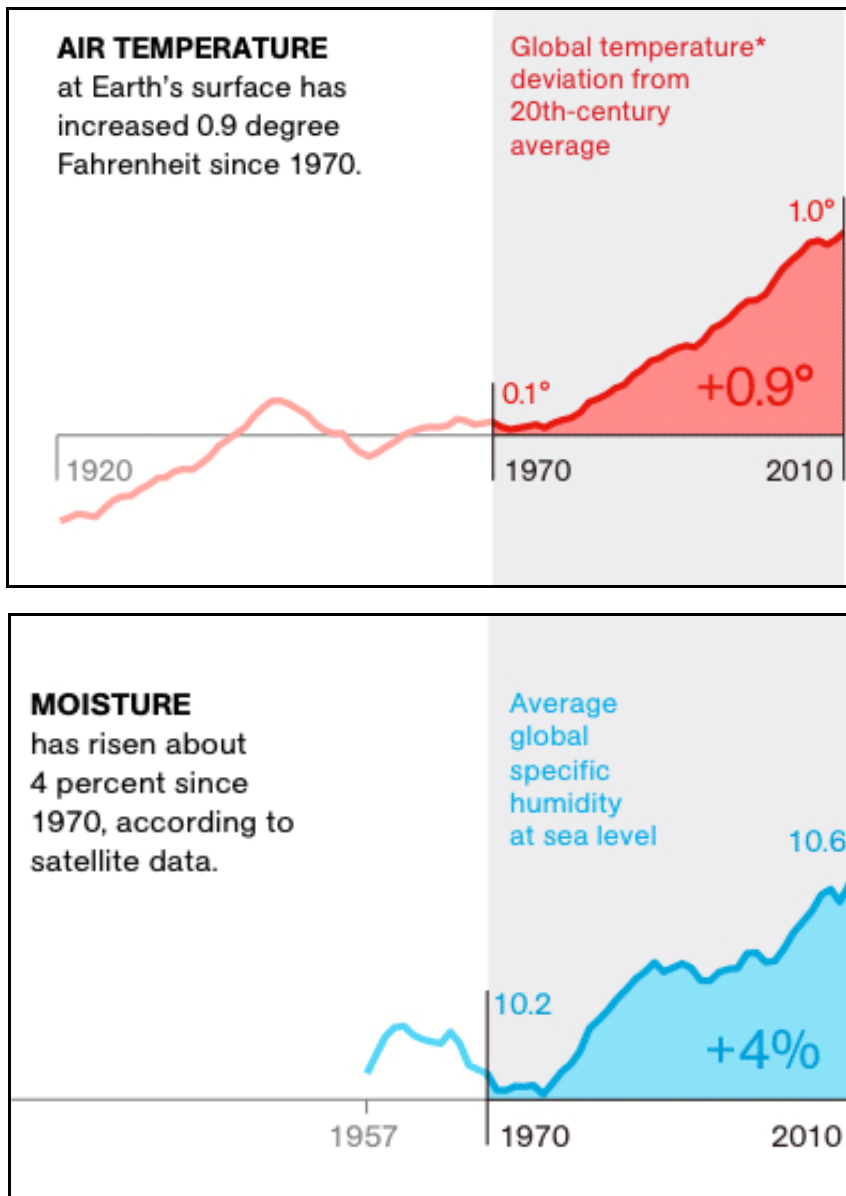 AIR TEMPERATURE
at Earth's surface has
increased 0.9 degree
Fahrenheit since 1970.
Global temperature*
deviation from
20th-century
average
1.0°
0.1°
+0.9°
1920
1970
2010
MOISTURE
has risen about
4 percent since
1970, according to
satellite data.
Average
global
specific
humidity
at sea level
10.6
10.2
+4%
1957
1970
2010